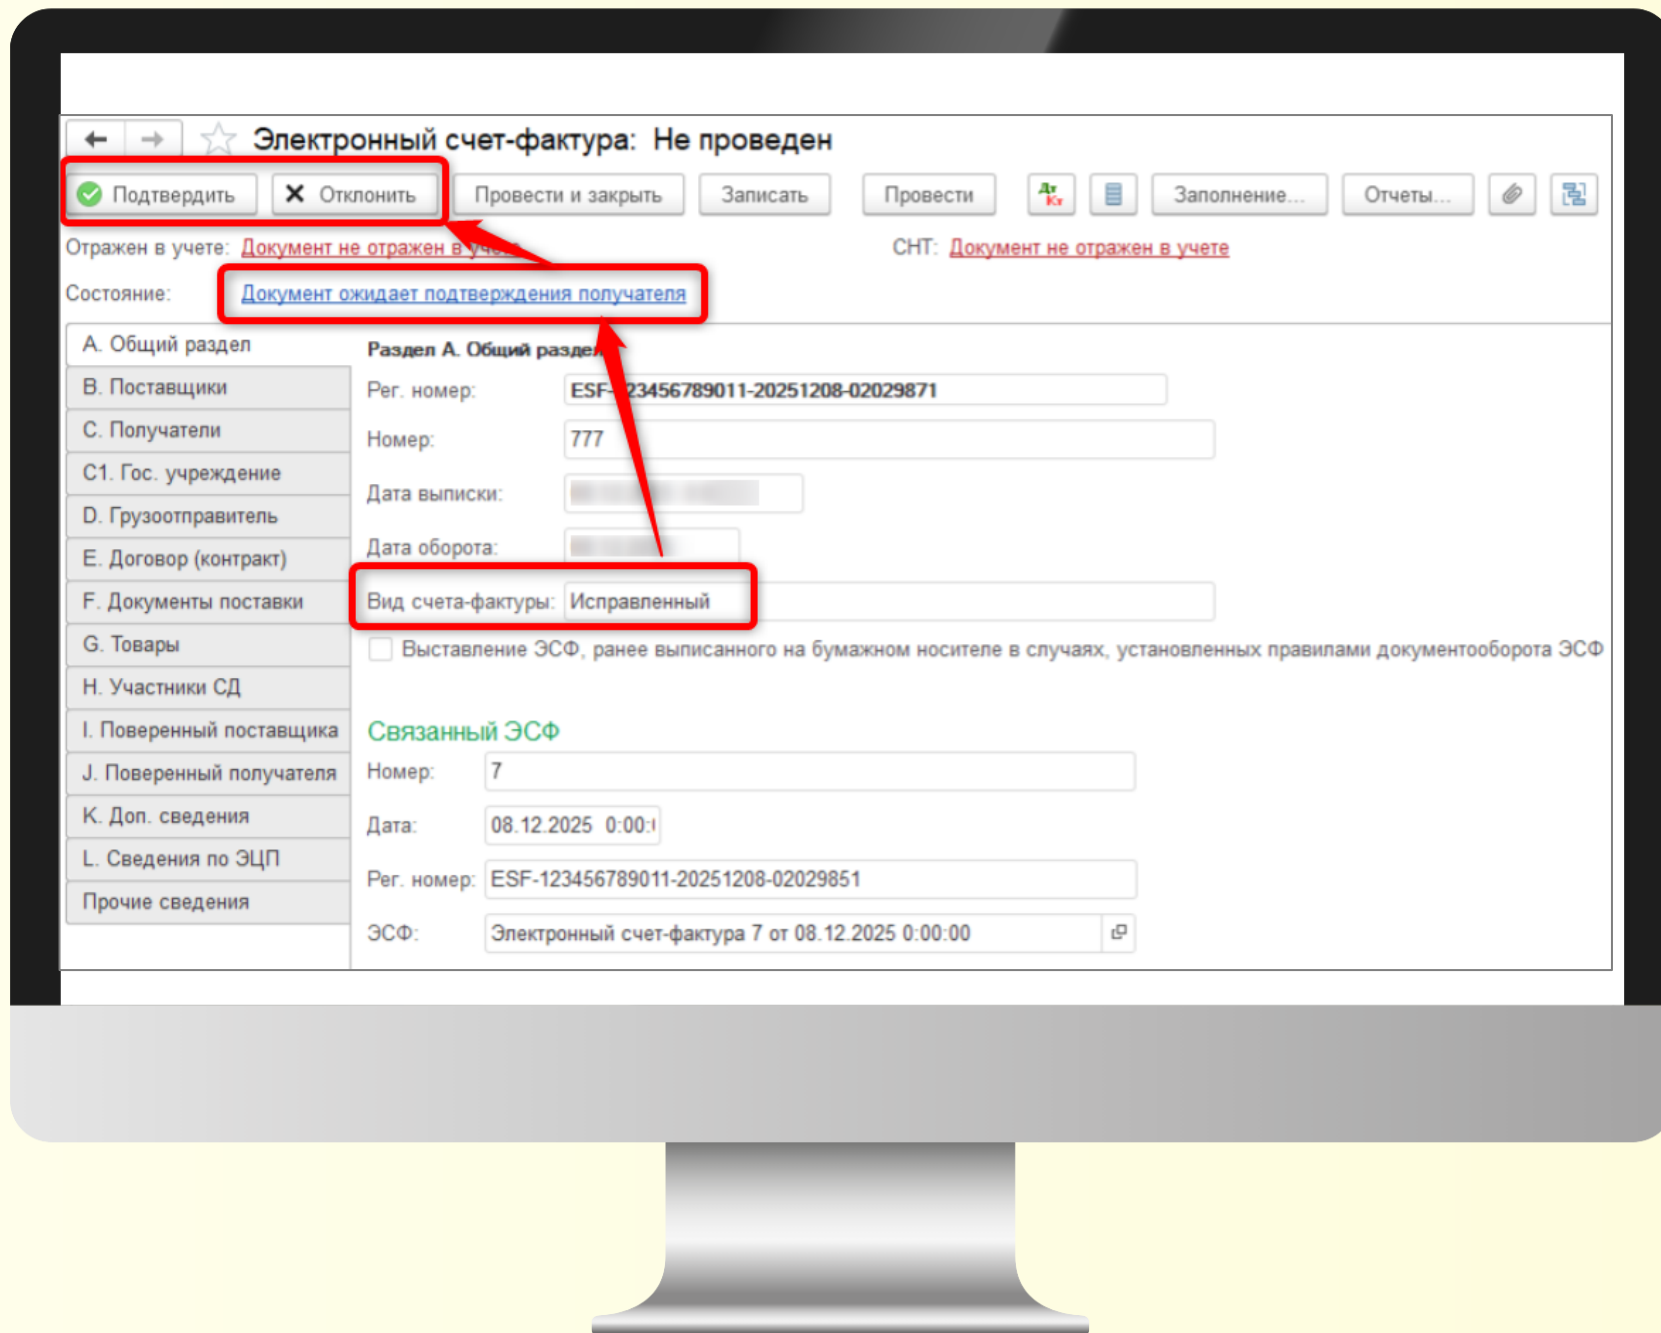 Электронный счет-фактура: Не проведен
Подтвердить Отклонить Провести и закрыть Записать Провести Дт Кт Заполнение... Отчеты...
Отражен в учете: Документ не отражен в учете СНТ: Документ не отражен в учете
Состояние: Документ ожидает подтверждения получателя
A. Общий раздел
B. Поставщики
C. Получатели
C1. Гос. учреждение
D. Грузоотправитель
E. Договор (контракт)
F. Документы поставки
G. Товары
H. Участники СД
I. Поверенный поставщика
J. Поверенный получателя
K. Доп. сведения
L. Сведения по ЭЦП
Прочие сведения
Раздел А. Общий раздел
Рег. номер: ESF-123456789011-20251208-02029871
Номер: 777
Дата выписки:
Дата оборота:
Вид счета-фактуры: Исправленный
Выставление ЭСФ, ранее выписанного на бумажном носителе в случаях, установленных правилами документооборота ЭСФ
Связанный ЭСФ
Номер: 7
Дата: 08.12.2025 0:00:
Рег. номер: ESF-123456789011-20251208-02029851
ЭСФ: Электронный счет-фактура 7 от 08.12.2025 0:00:00